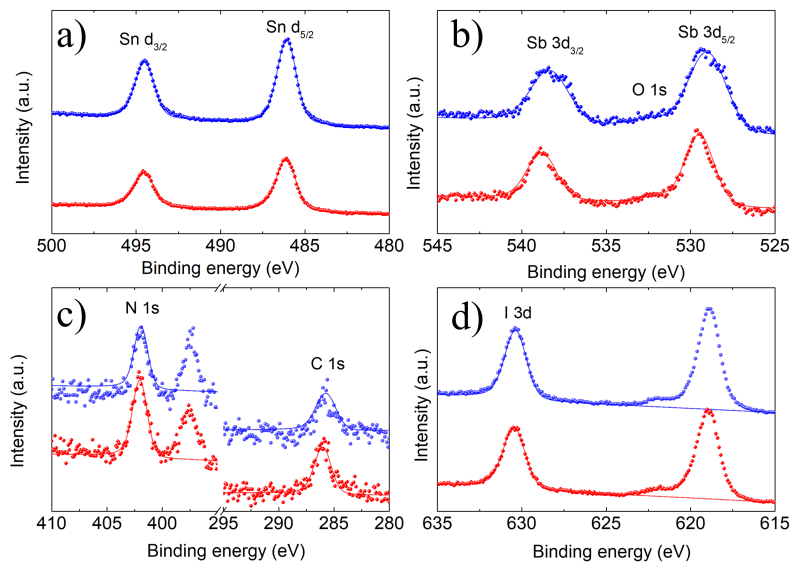 a)
Sn d3/2
Sn d5/2
Intensity (a.u.)
500 495 490 485 480
Binding energy (eV)
b)
Sb 3d3/2
Sb 3d5/2
O 1s
Intensity (a.u.)
545 540 535 530 525
Binding energy (eV)
c)
N 1s
C 1s
Intensity (a.u.)
410 405 400 395 295 290 285 280
Binding energy (eV)
d)
I 3d
Intensity (a.u.)
635 630 625 620 615
Binding energy (eV)